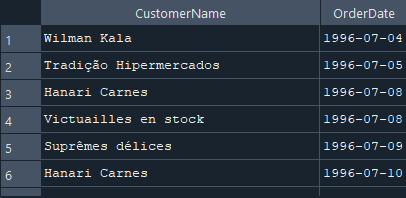 CustomerName OrderDate
1 Wilman Kala 1996-07-04
2 Tradição Hipermercados 1996-07-05
3 Hanari Carnes 1996-07-08
4 Victuailles en stock 1996-07-08
5 Suprêmes délices 1996-07-09
6 Hanari Carnes 1996-07-10